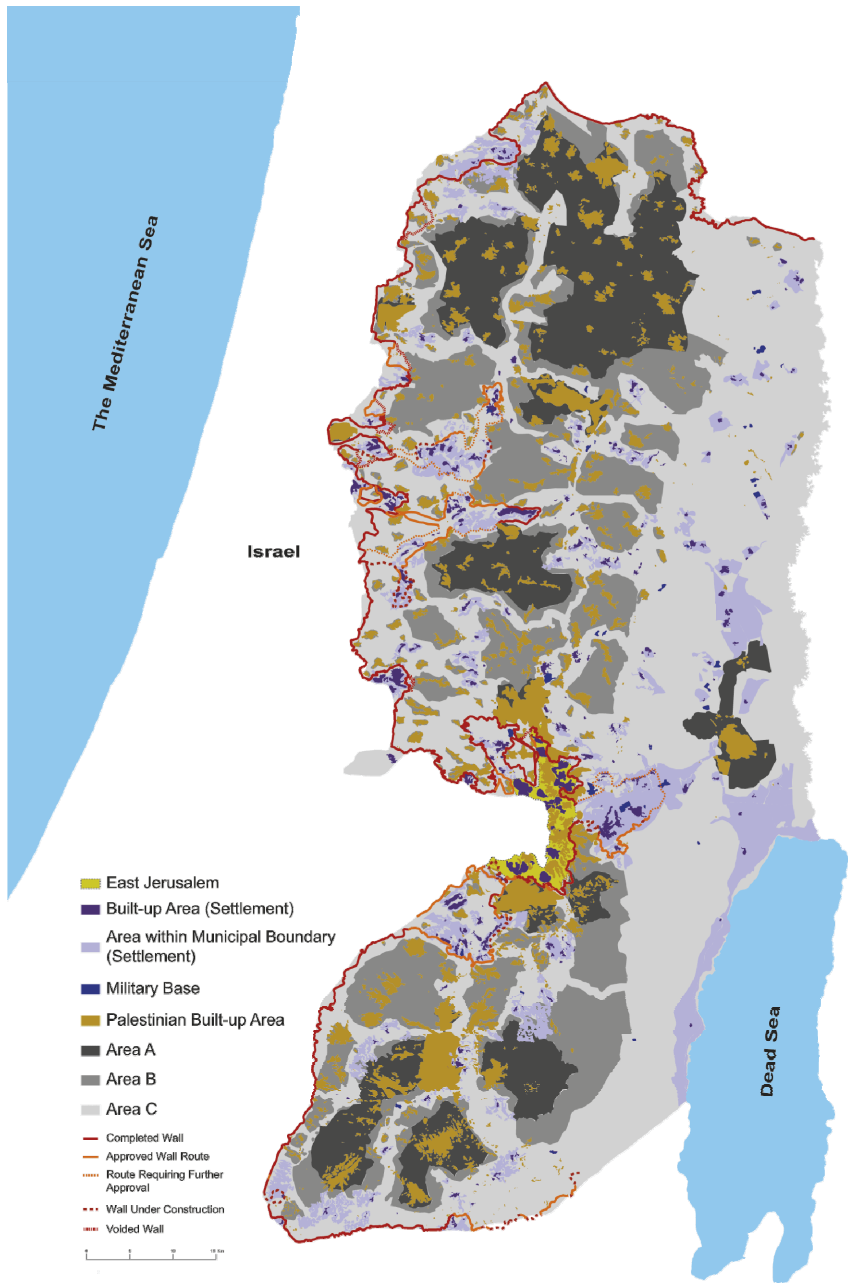 The Mediterranean Sea
Israel
Dead Sea
East Jerusalem
Built-up Area (Settlement)
Area within Municipal Boundary
(Settlement)
Military Base
Palestinian Built-up Area
Area A
Area B
Area C
Completed Wall
Approved Wall Route
Route Requiring Further
Approval
Wall Under Construction
Voided Wall